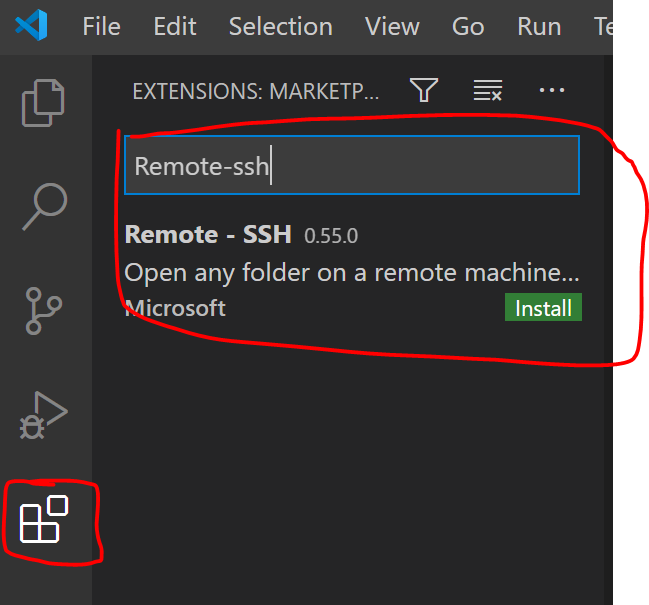 File Edit Selection View Go Run Te
EXTENSIONS: MARKETP...
Remote-ssh
Remote - SSH 0.55.0
Open any folder on a remote machine...
Microsoft Install